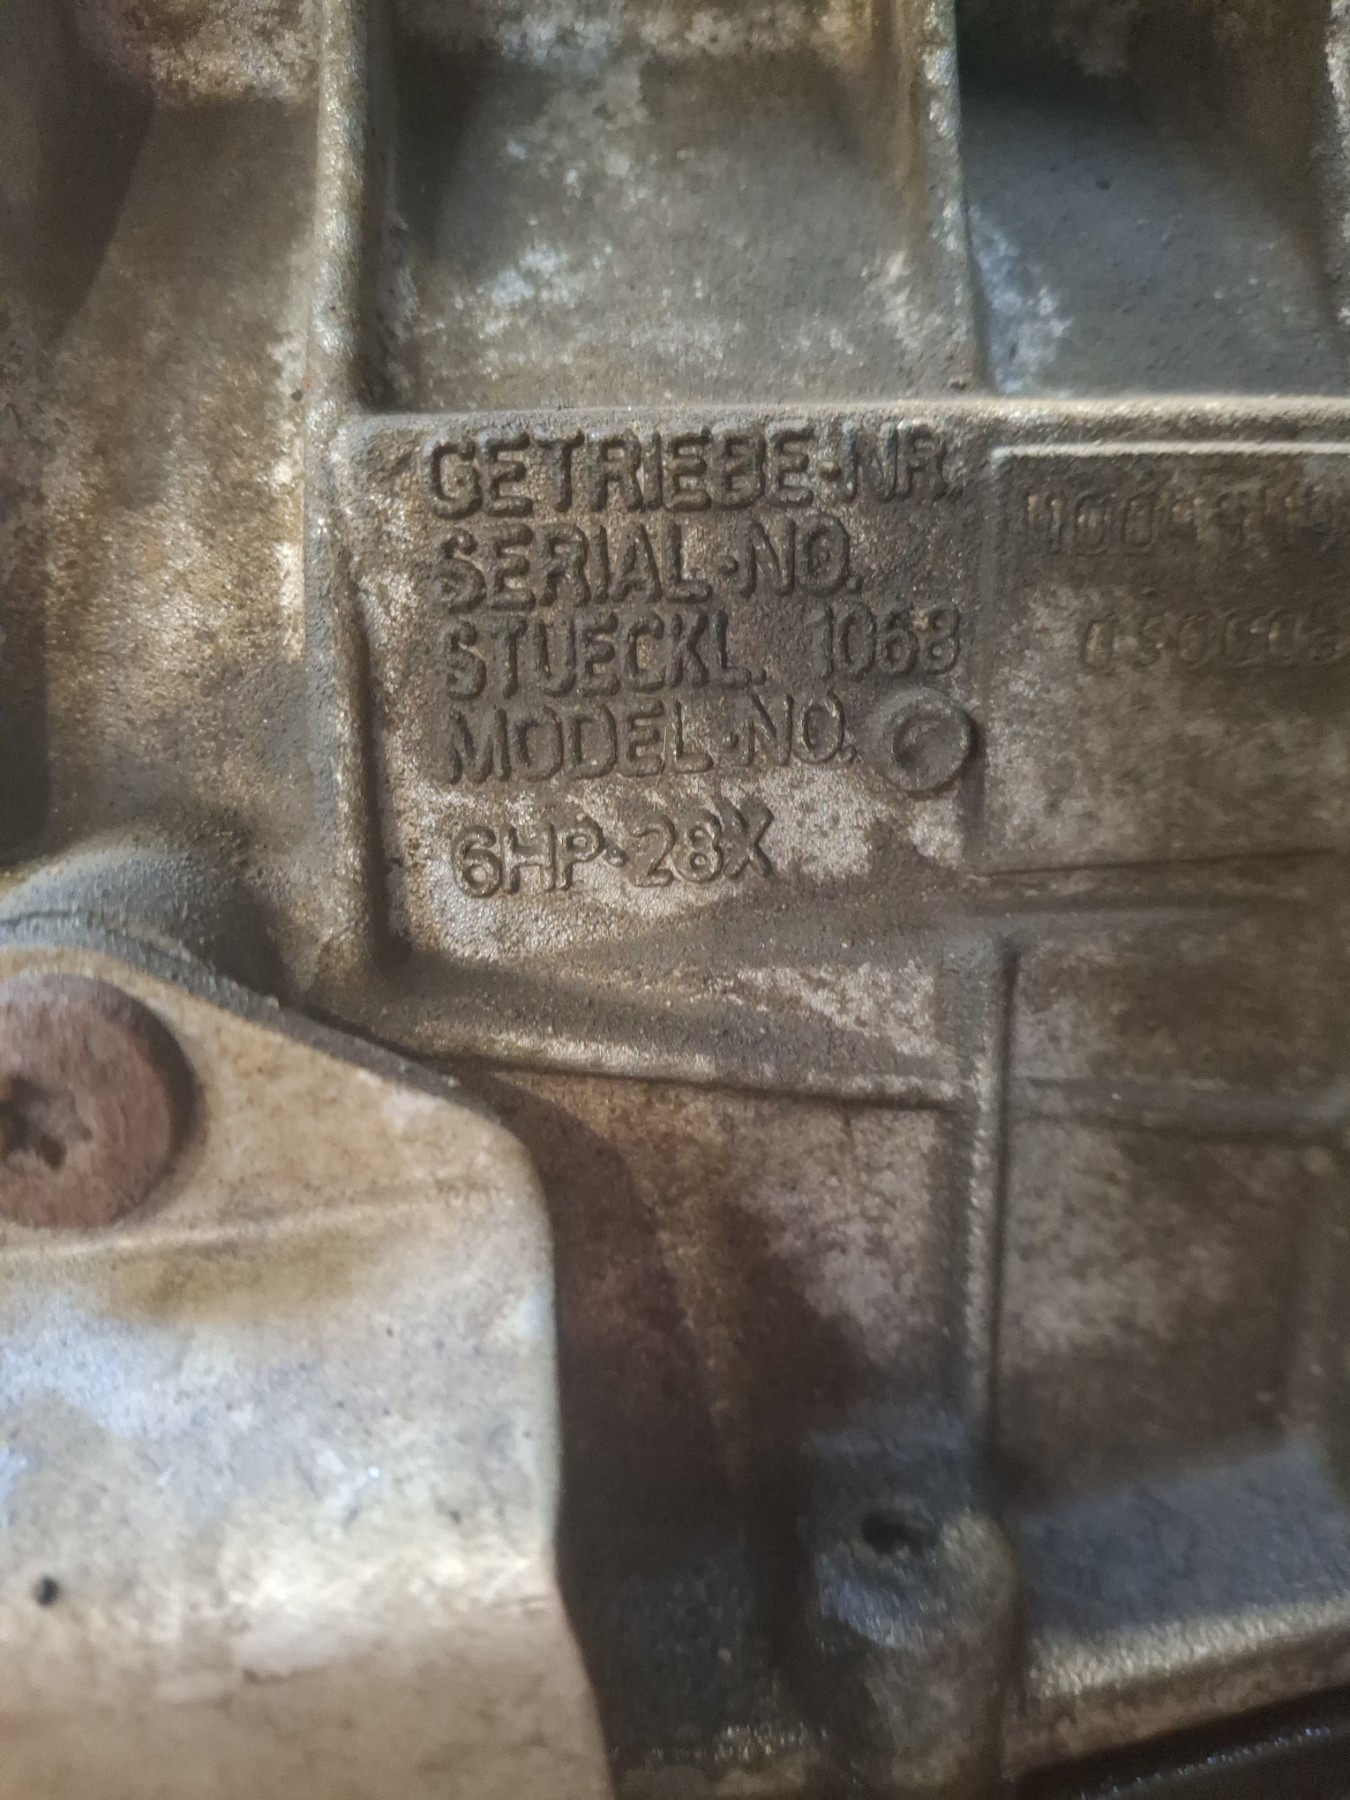 GETRIEBE-NR.
SERIAL-NO.
STUECKL. 1068
MODEL-NO.
6HP-28X